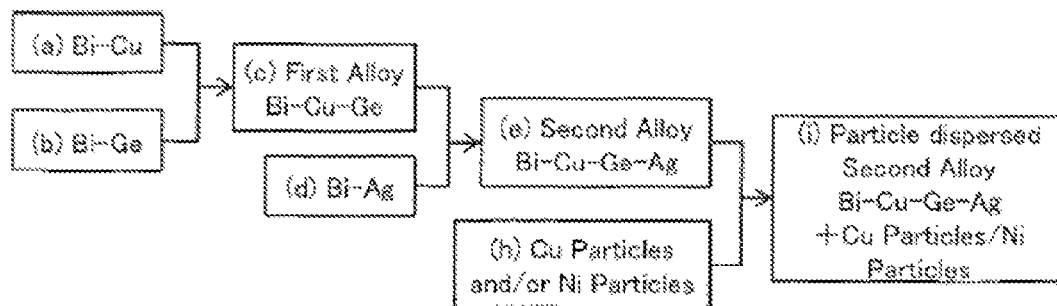 (a) Bi-Cu
(b) Bi-Ge
(c) First Alloy
Bi-Cu-Ge
(d) Bi-Ag
(e) Second Alloy
Bi-Cu-Ge-Ag
(h) Cu Particles
and/or Ni Particles
(i) Particle dispersed
Second Alloy
Bi-Cu-Ge-Ag
+Cu Particles/Ni
Particles